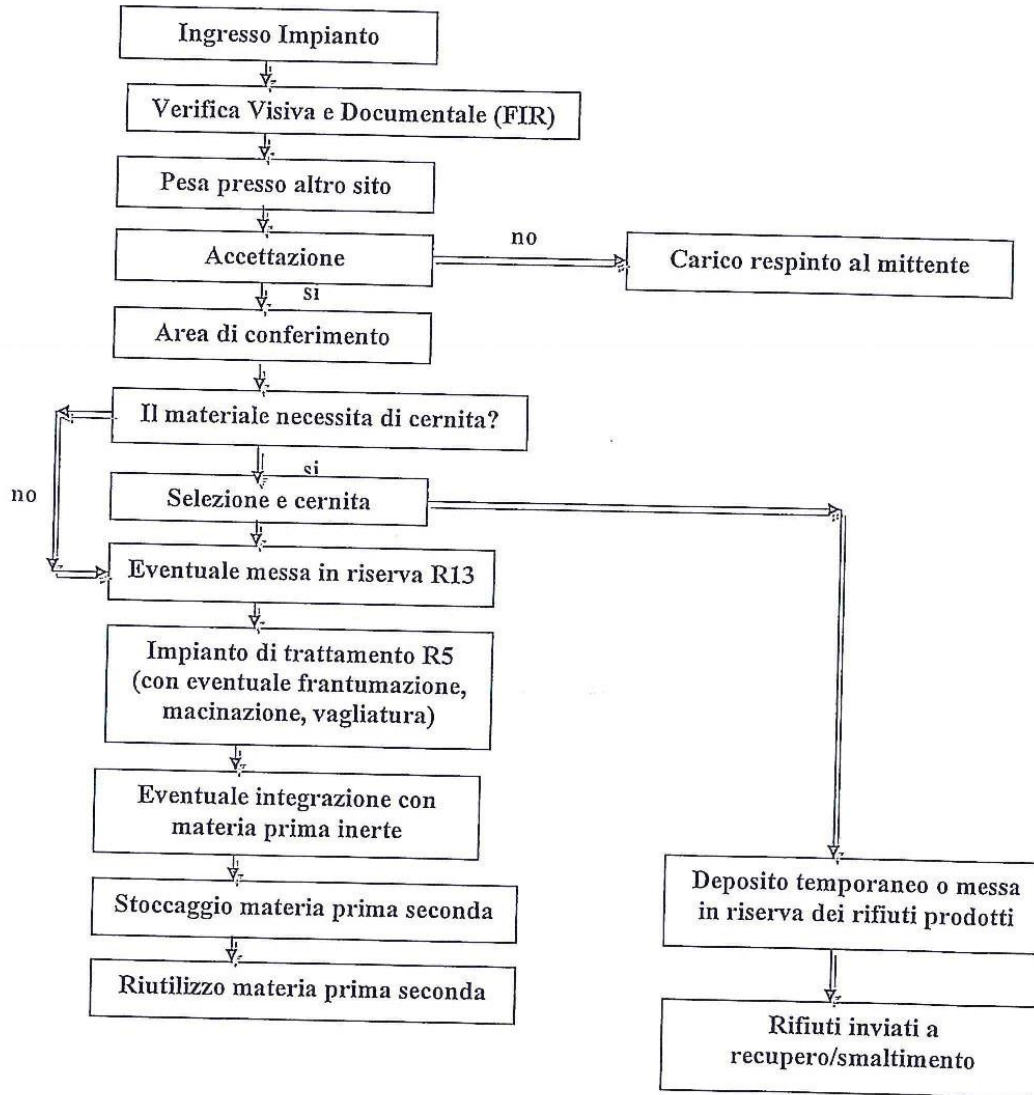 Ingresso Impianto
Verifica Visiva e Documentale (FIR)
Pesa presso altro sito
Accettazione
no
Carico respinto al mittente
si
Area di conferimento
Il materiale necessita di cernita?
si
no
Selezione e cernita
Eventuale messa in riserva R13
Impianto di trattamento R5
(con eventuale frantumazione,
macinazione, vagliatura)
Eventuale integrazione con
materia prima inerte
Stoccaggio materia prima seconda
Riutilizzo materia prima seconda
Deposito temporaneo o messa
in riserva dei rifiuti prodotti
Rifiuti inviati a
recupero/smaltimento